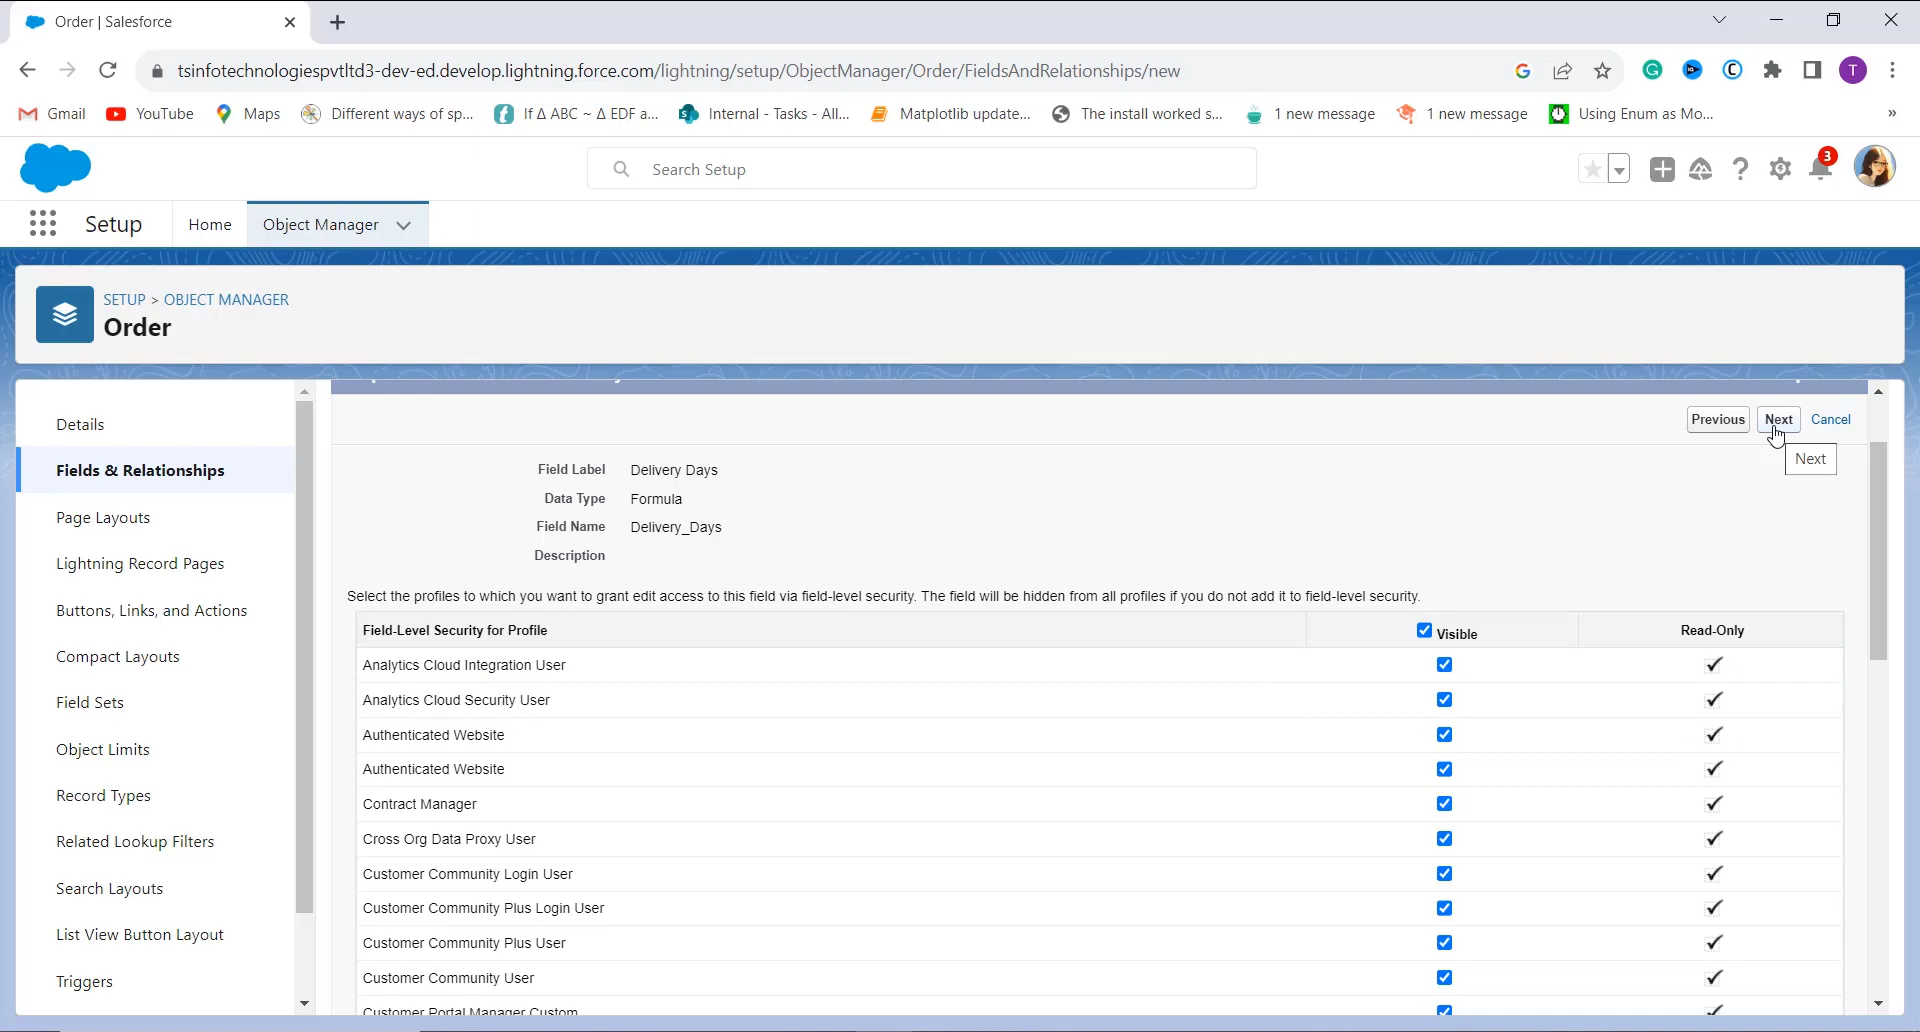 Order | Salesforce
tsinfotechnologiespvtltd3-dev-ed.develop.lightning.force.com/lightning/setup/ObjectManager/Order/FieldsAndRelationships/new
T
Gmail YouTube Maps Different ways of sp... If Δ ABC ~ Δ EDF a... Internal - Tasks - All... Matplotlib update... The install worked s... 1 new message 1 new message Using Enum as Mo... »
Search Setup
3
Setup Home Object Manager
SETUP > OBJECT MANAGER
Order
Details
Fields & Relationships
Page Layouts
Lightning Record Pages
Buttons, Links, and Actions
Compact Layouts
Field Sets
Object Limits
Record Types
Related Lookup Filters
Search Layouts
List View Button Layout
Triggers
Previous Next Cancel
Next
Field Label Delivery Days
Data Type Formula
Field Name Delivery_Days
Description
Select the profiles to which you want to grant edit access to this field via field-level security. The field will be hidden from all profiles if you do not add it to field-level security.
Field-Level Security for Profile Visible Read-Only
Analytics Cloud Integration User
Analytics Cloud Security User
Authenticated Website
Authenticated Website
Contract Manager
Cross Org Data Proxy User
Customer Community Login User
Customer Community Plus Login User
Customer Community Plus User
Customer Community User
Customer Portal Manager Custom